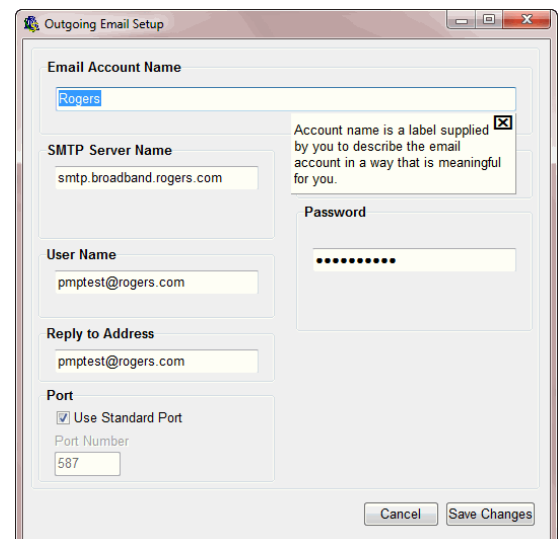 Outgoing Email Setup
Email Account Name
Rogers
Account name is a label supplied
by you to describe the email
account in a way that is meaningful
for you.
SMTP Server Name
smtp.broadband.rogers.com
Password
••••••••••
User Name
pmptest@rogers.com
Reply to Address
pmptest@rogers.com
Port
Use Standard Port
Port Number
587
Cancel
Save Changes